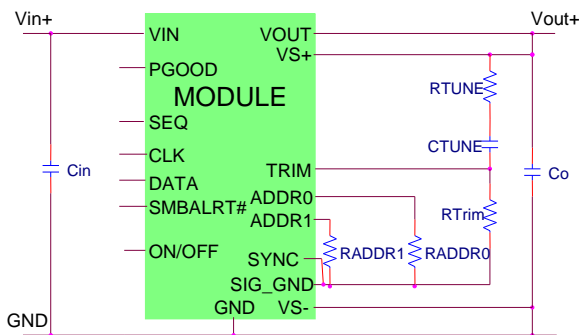 Vin+
Vout+
VIN
VOUT
VS+
PGOOD
RTUNE
MODULE
SEQ
CTUNE
CLK
TRIM
Cin
Co
DATA
ADDR0
SMBALRT#
ADDR1
RTrim
ON/OFF
RADDR1
RADDR0
SYNC
SIG_GND
GND
VS-
GND